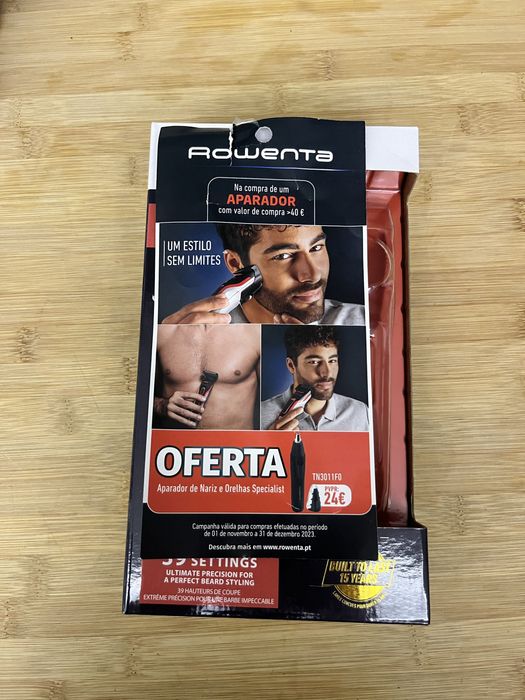 Rowenta
Na compra de um
APARADOR
com valor de compra >40 €
UM ESTILO
SEM LIMITES
OFERTA
Aparador de Nariz e Orelhas Specialist
TN3011F0
PVPR:
24€
Campanha válida para compras efetuadas no período
de 01 de novembro a 31 de dezembro 2023.
Descubra mais em www.rowenta.pt
39 SETTINGS
ULTIMATE PRECISION FOR
A PERFECT BEARD STYLING
39 HAUTEURS DE COUPE
EXTRÊME PRÉCISION POUR UNE BARBE IMPECCABLE
BUILT TO LAST
15 YEARS